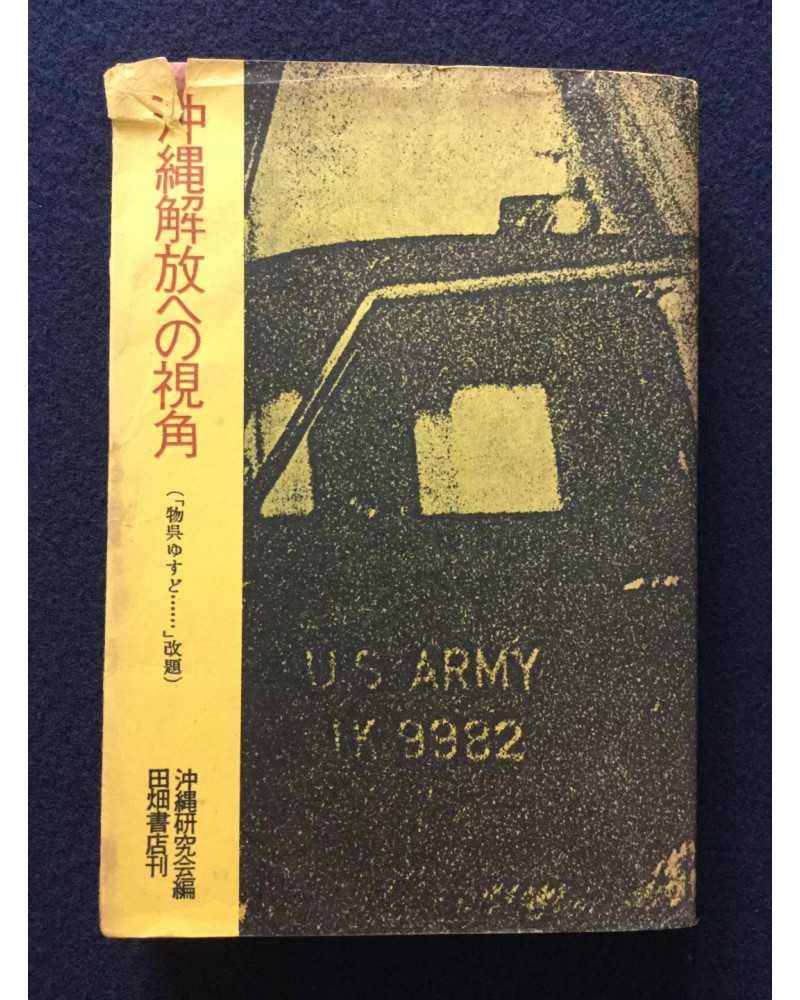 沖縄解放への視角
(「物呉ゆすど……」改題)
沖縄研究会編
田畑書店刊
U.S. ARMY
1K 9982